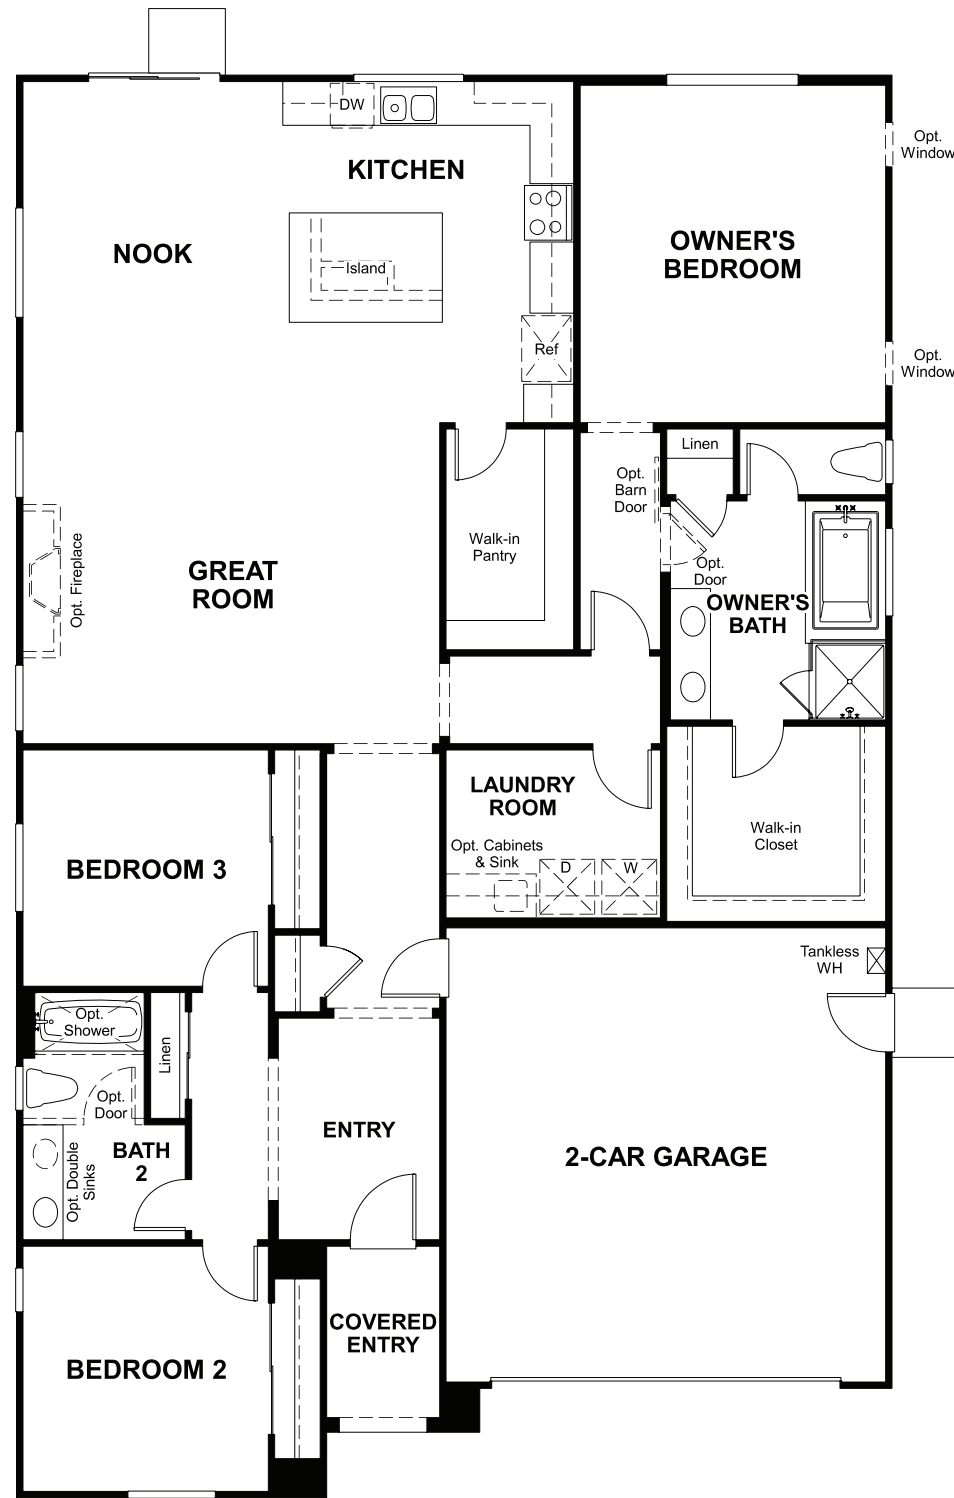 DW
KITCHEN
Opt.
Window
NOOK
OWNER'S
BEDROOM
Island
Ref
Opt.
Window
Linen
Opt.
Barn
Door
Walk-in
Pantry
Opt. Fireplace
GREAT
ROOM
Opt.
Door
OWNER'S
BATH
LAUNDRY
ROOM
Opt. Cabinets
& Sink
D
W
Walk-in
Closet
BEDROOM 3
Tankless
WH
Opt.
Shower
Linen
Opt.
Door
BATH
2
Opt. Double
Sinks
ENTRY
2-CAR GARAGE
COVERED
ENTRY
BEDROOM 2